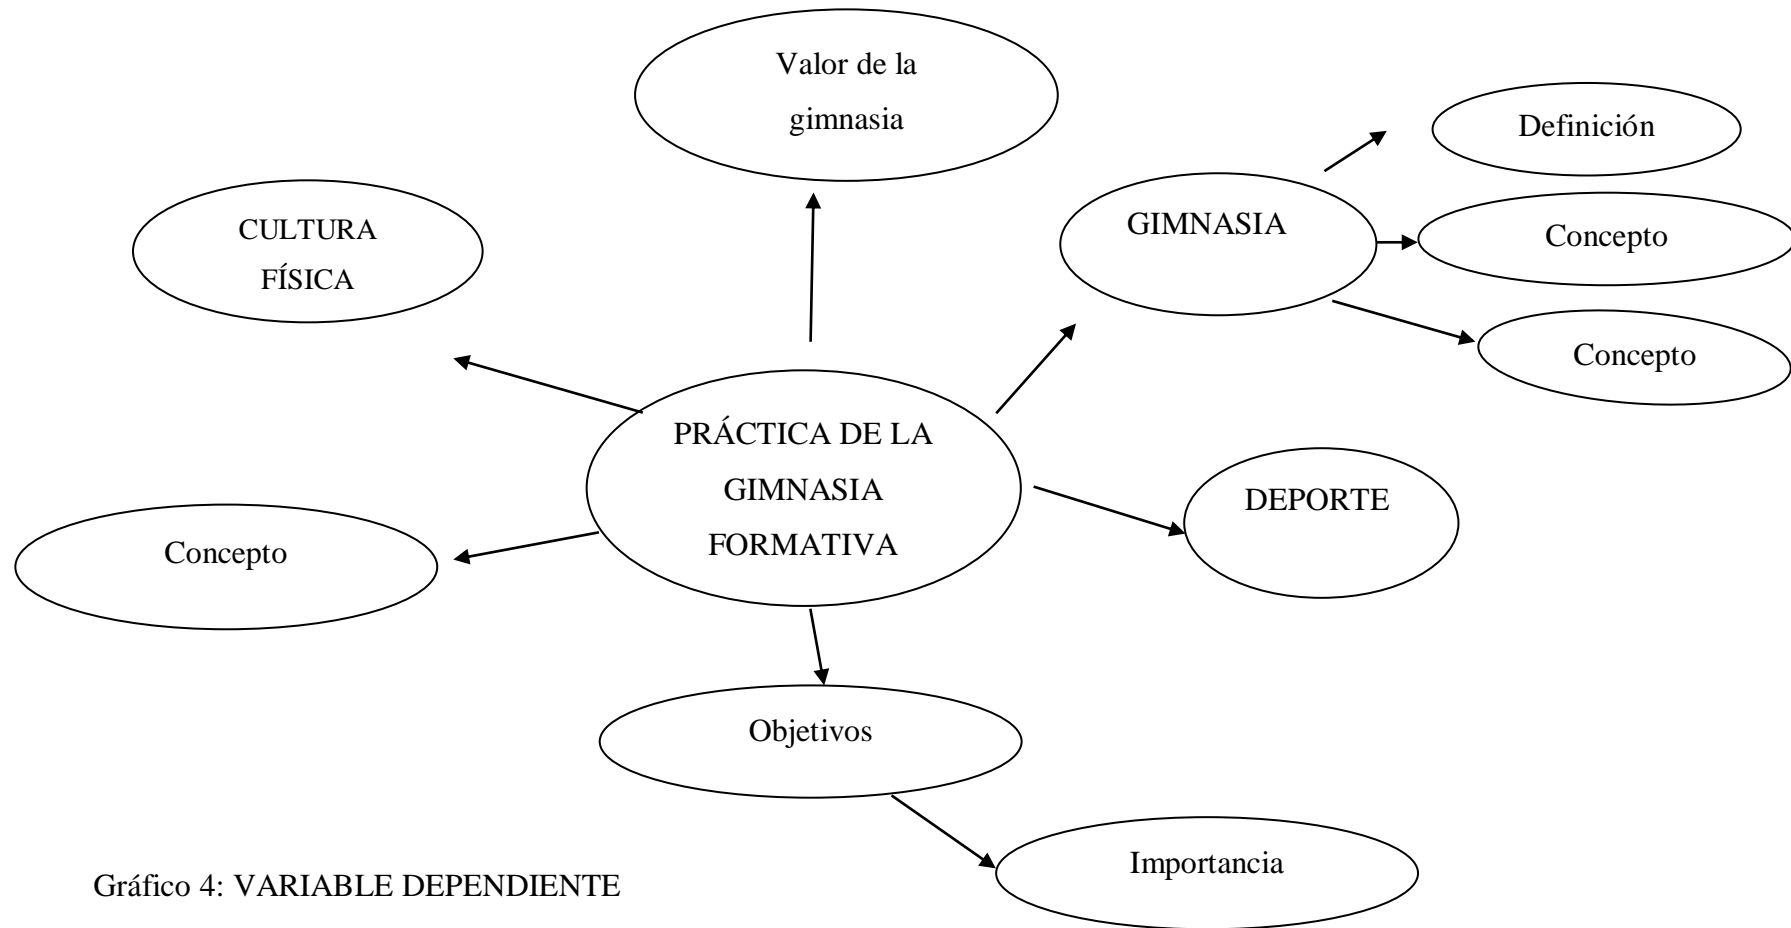 Valor de la
gimnasia
Definición
CULTURA
FÍSICA
GIMNASIA
Concepto
Concepto
PRÁCTICA DE LA
GIMNASIA
FORMATIVA
DEPORTE
Concepto
Objetivos
Importancia
Gráfico 4: VARIABLE DEPENDIENTE